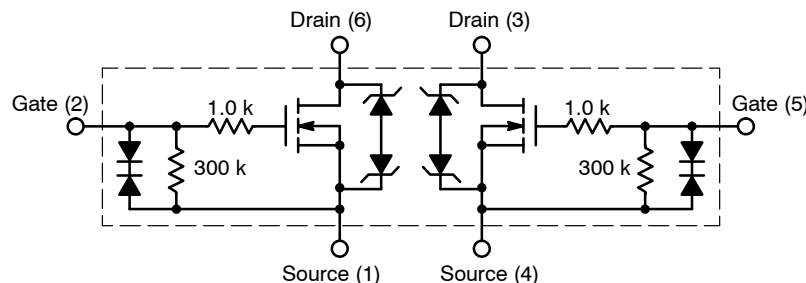 Drain (6)
Drain (3)
Gate (2)
1.0 k
1.0 k
Gate (5)
300 k
300 k
Source (1)
Source (4)